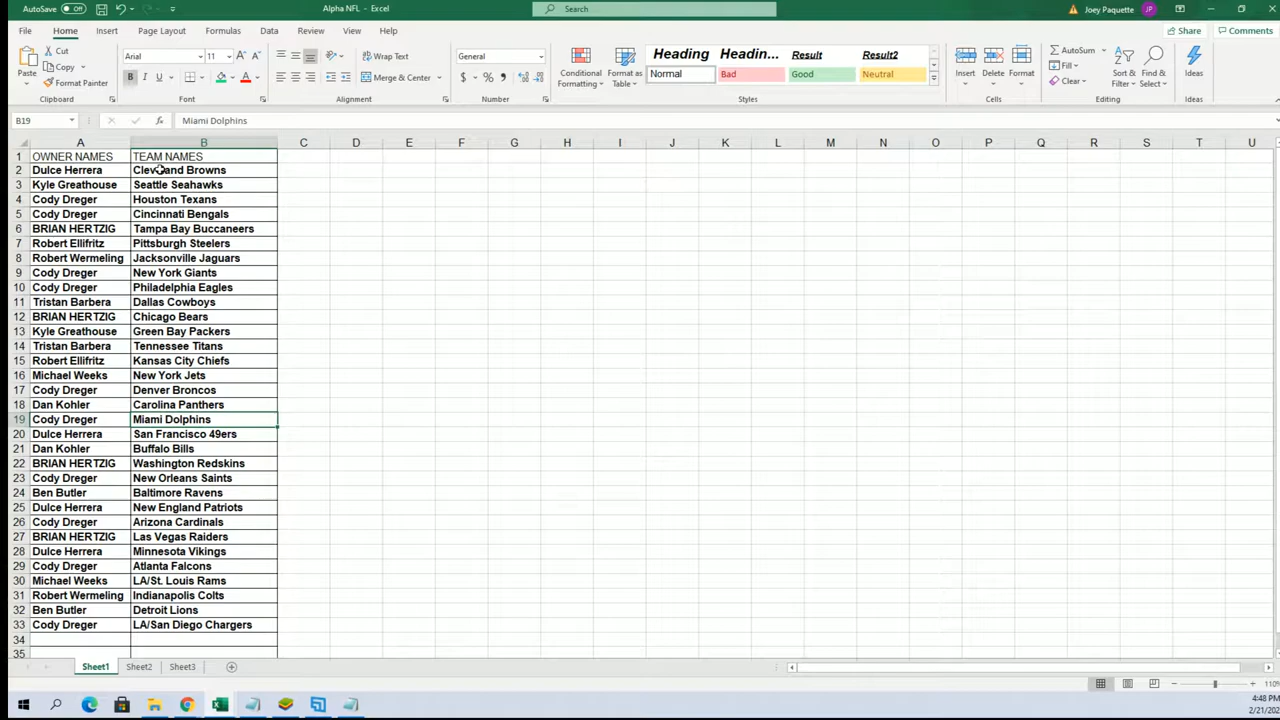 AutoSave Off Alpha NFL - Excel Search Joey Paquette JP
File Home Insert Page Layout Formulas Data Review View Help Share Comments
Paste Cut Copy Format Painter Clipboard
Arial 11 Font
Wrap Text Merge & Center Alignment
General Number
Conditional Formatting Format as Table
Heading Headin... Result Result2
Normal Bad Good Neutral
Styles
Insert Delete Format Cells
AutoSum Fill Clear Sort & Filter Find & Select Editing
Ideas Ideas
B19 fx Miami Dolphins
A B C D E F G H I J K L M N O P Q R S T U
1 OWNER NAMES TEAM NAMES
2 Dulce Herrera Cleveland Browns
3 Kyle Greathouse Seattle Seahawks
4 Cody Dreger Houston Texans
5 Cody Dreger Cincinnati Bengals
6 BRIAN HERTZIG Tampa Bay Buccaneers
7 Robert Ellifritz Pittsburgh Steelers
8 Robert Wermeling Jacksonville Jaguars
9 Cody Dreger New York Giants
10 Cody Dreger Philadelphia Eagles
11 Tristan Barbera Dallas Cowboys
12 BRIAN HERTZIG Chicago Bears
13 Kyle Greathouse Green Bay Packers
14 Tristan Barbera Tennessee Titans
15 Robert Ellifritz Kansas City Chiefs
16 Michael Weeks New York Jets
17 Cody Dreger Denver Broncos
18 Dan Kohler Carolina Panthers
19 Cody Dreger Miami Dolphins
20 Dulce Herrera San Francisco 49ers
21 Dan Kohler Buffalo Bills
22 BRIAN HERTZIG Washington Redskins
23 Cody Dreger New Orleans Saints
24 Ben Butler Baltimore Ravens
25 Dulce Herrera New England Patriots
26 Cody Dreger Arizona Cardinals
27 BRIAN HERTZIG Las Vegas Raiders
28 Dulce Herrera Minnesota Vikings
29 Cody Dreger Atlanta Falcons
30 Michael Weeks LA/St. Louis Rams
31 Robert Wermeling Indianapolis Colts
32 Ben Butler Detroit Lions
33 Cody Dreger LA/San Diego Chargers
34
35
Sheet1 Sheet2 Sheet3
110%
4:48 PM
2/21/202